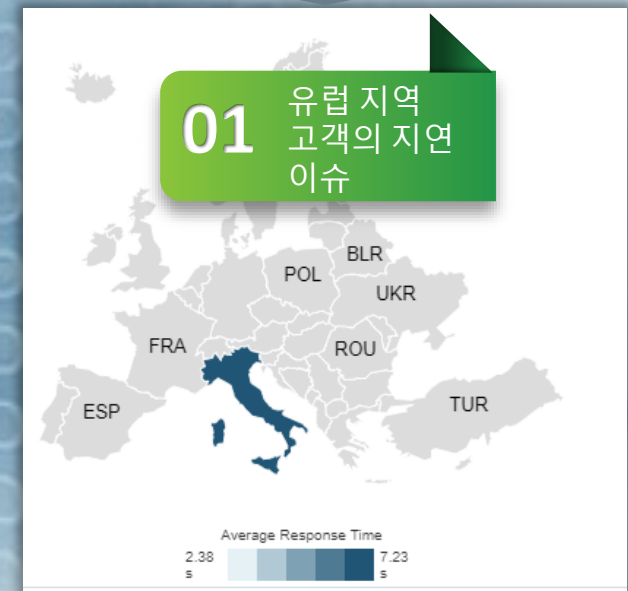 01
유럽 지역
고객의 지연
이슈
BLR
POL
UKR
FRA
ROU
ESP
TUR
Average Response Time
2.38
s
7.23
s